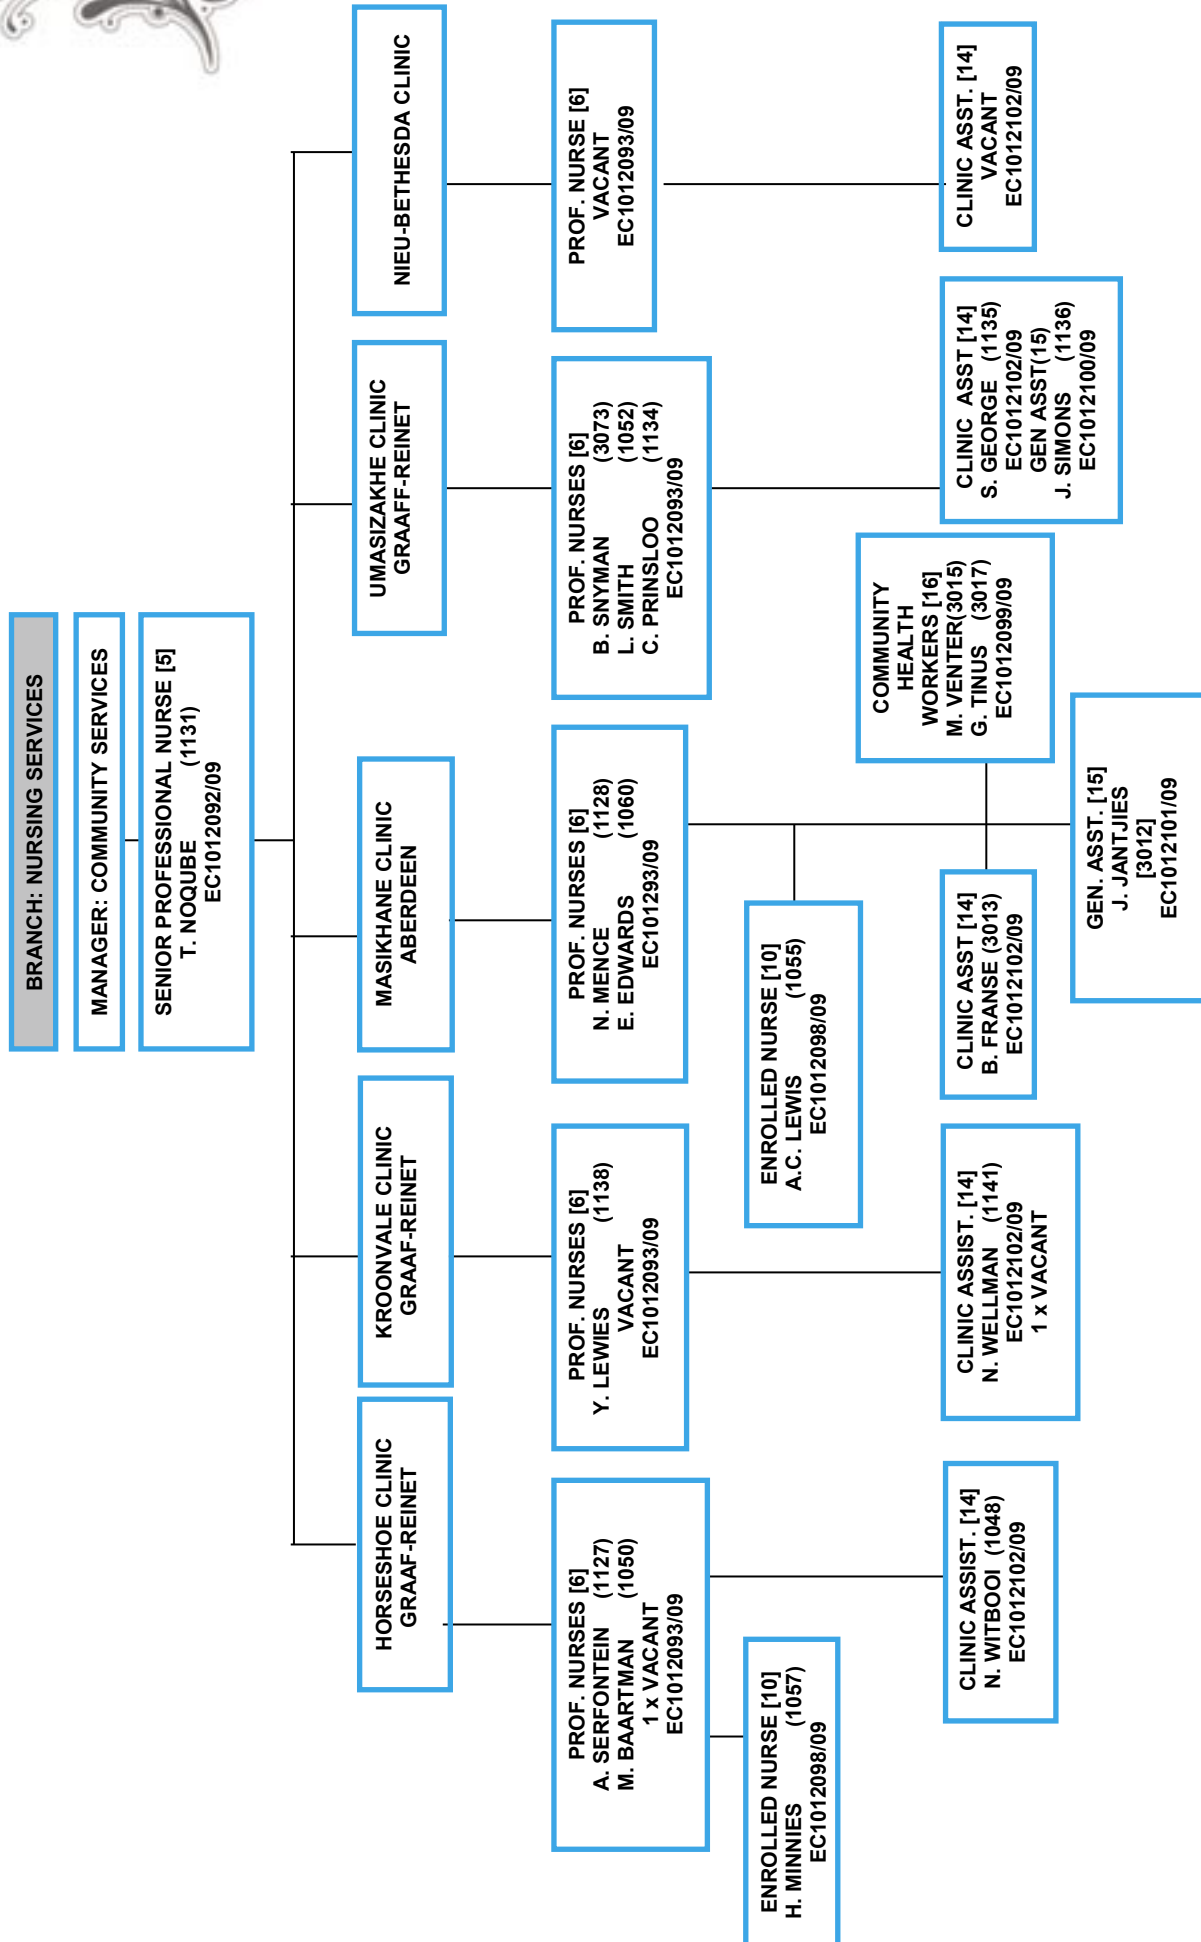 BRANCH: NURSING SERVICES
MANAGER: COMMUNITY SERVICES
SENIOR PROFESSIONAL NURSE [5]
T. NOQUBE (1131)
EC1012092/09
HORSESHOE CLINIC
GRAAF-REINET
KROONVALE CLINIC
GRAAF-REINET
MASIKHANE CLINIC
ABERDEEN
UMASIZAKHE CLINIC
GRAAFF-REINET
NIEU-BETHESDA CLINIC
PROF. NURSES [6]
A. SERFONTEIN (1127)
M. BAARTMAN (1050)
1 x VACANT
EC1012093/09
PROF. NURSES [6]
Y. LEWIES (1138)
VACANT
EC1012093/09
PROF. NURSES [6]
N. MENCE (1128)
E. EDWARDS (1060)
EC101293/09
PROF. NURSES [6]
B. SNYMAN (3073)
L. SMITH (1052)
C. PRINSLOO (1134)
EC1012093/09
PROF. NURSE [6]
VACANT
EC1012093/09
ENROLLED NURSE [10]
H. MINNIES (1057)
EC1012098/09
ENROLLED NURSE [10]
A.C. LEWIS (1055)
EC1012098/09
COMMUNITY
HEALTH
WORKERS [16]
M. VENTER(3015)
G. TINUS (3017)
EC1012099/09
CLINIC ASSIST. [14]
N. WITBOOI (1048)
EC1012102/09
CLINIC ASSIST. [14]
N. WELLMAN (1141)
EC1012102/09
1 x VACANT
CLINIC ASST [14]
B. FRANSE (3013)
EC1012102/09
CLINIC ASST [14]
S. GEORGE (1135)
EC1012102/09
GEN ASST(15)
J. SIMONS (1136)
EC1012100/09
CLINIC ASST. [14]
VACANT
EC1012102/09
GEN. ASST. [15]
J. JANTJIES
[3012]
EC1012101/09